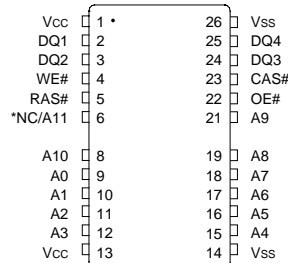 Vcc 1 • 26 Vss
DQ1 2 25 DQ4
DQ2 3 24 DQ3
WE# 4 23 CAS#
RAS# 5 22 OE#
*NC/A11 6 21 A9
A10 8 19 A8
A0 9 18 A7
A1 10 17 A6
A2 11 16 A5
A3 12 15 A4
Vcc 13 14 Vss